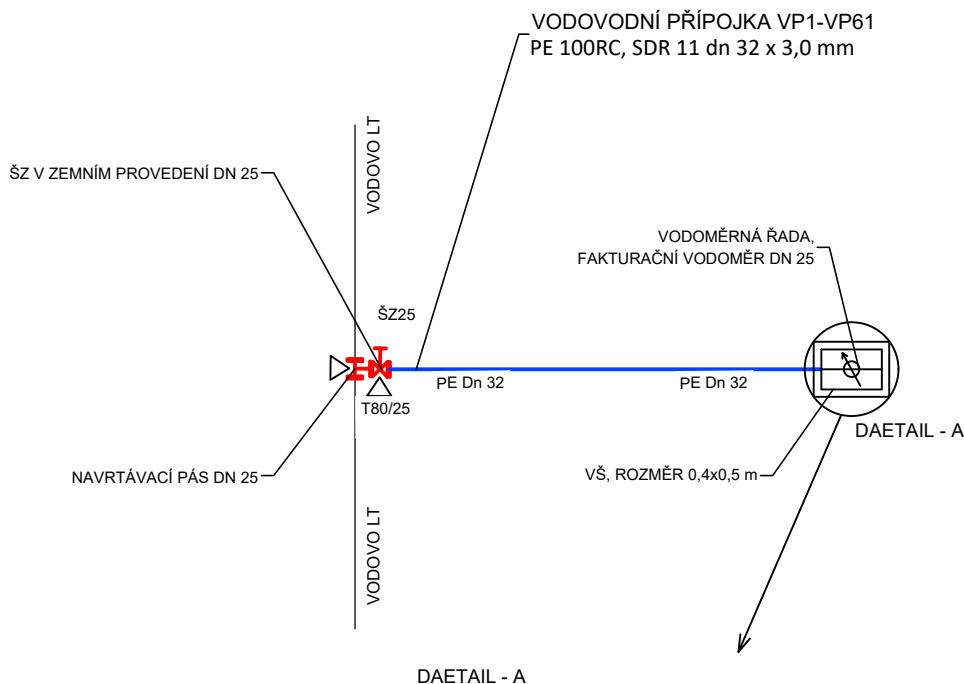 VODOVODNÍ PŘÍPOJKA VP1-VP61
PE 100RC, SDR 11 dn 32 x 3,0 mm
VODOVO LT
ŠZ V ZEMNÍM PROVEDENÍ DN 25
VODOMĚRNÁ ŘADA,
FAKTURAČNÍ VODOMĚR DN 25
ŠZ25
PE Dn 32
PE Dn 32
T80/25
DAETAIL - A
NAVRTÁVACÍ PÁS DN 25
VŠ, ROZMĚR 0,4x0,5 m
VODOVO LT
DAETAIL - A